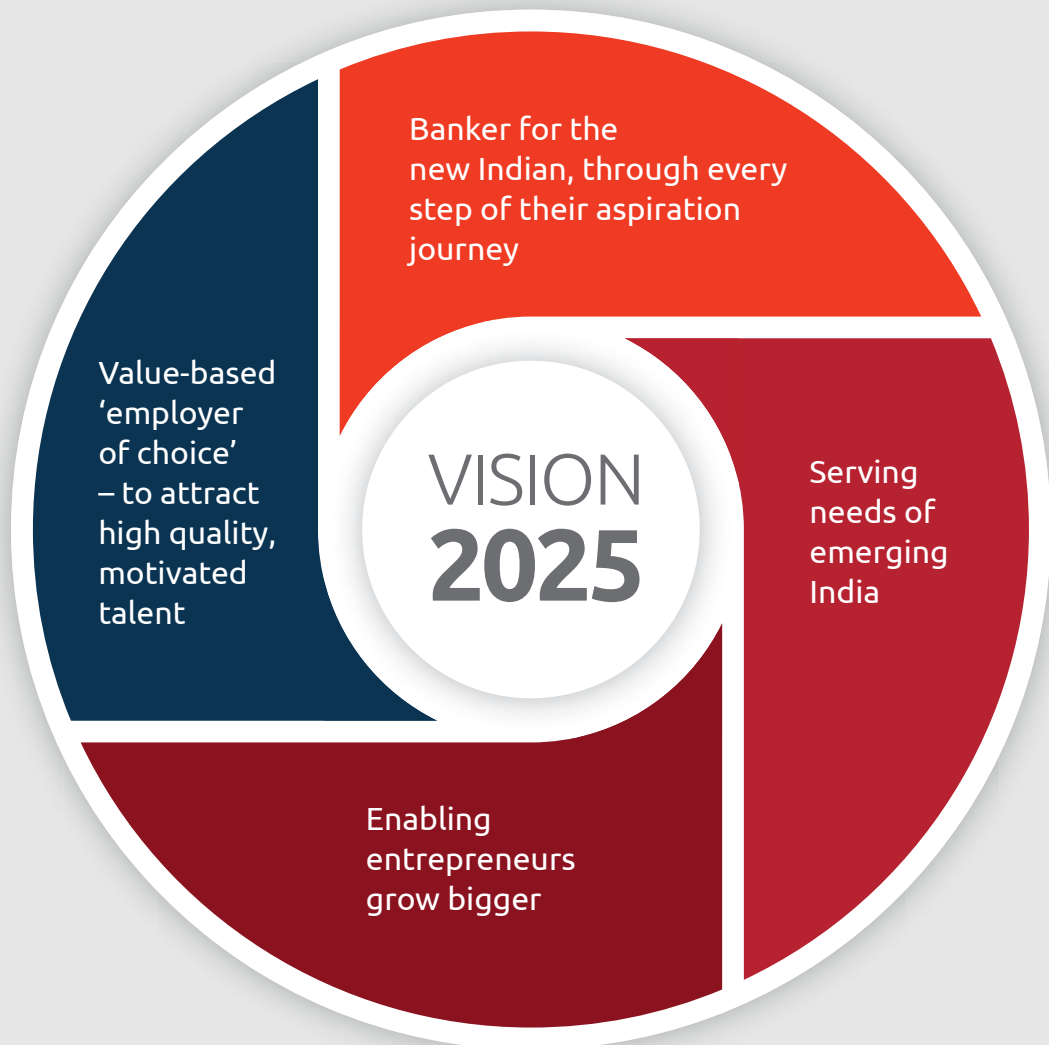 Banker for the
new Indian, through every
step of their aspiration
journey
Value-based
‘employer
of choice’
– to attract
high quality,
motivated
talent
VISION
2025
Serving
needs of
emerging
India
Enabling
entrepreneurs
grow bigger